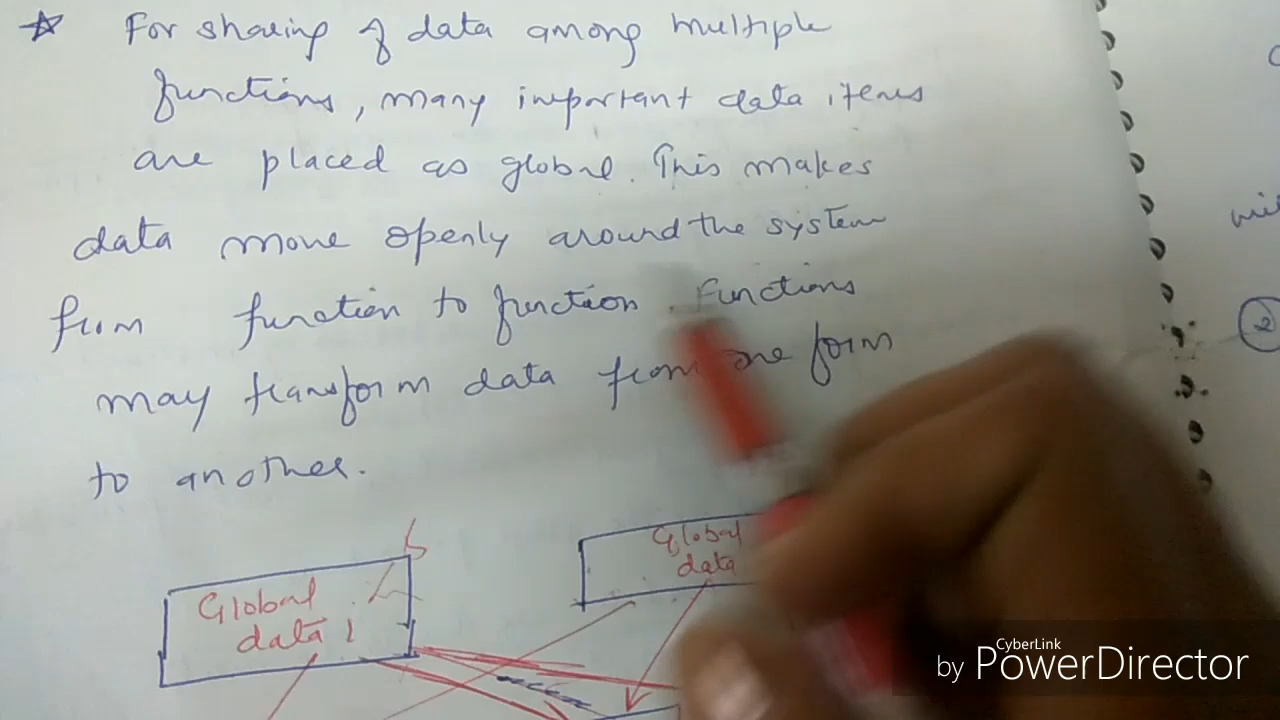 ☆ For sharing of data among multiple
functions, many important data items
are placed as global. This makes
data move openly around the system
from function to function. Functions
may transform data from one form
to another.
Global
data 1
Global
data
2
CyberLink
by PowerDirector